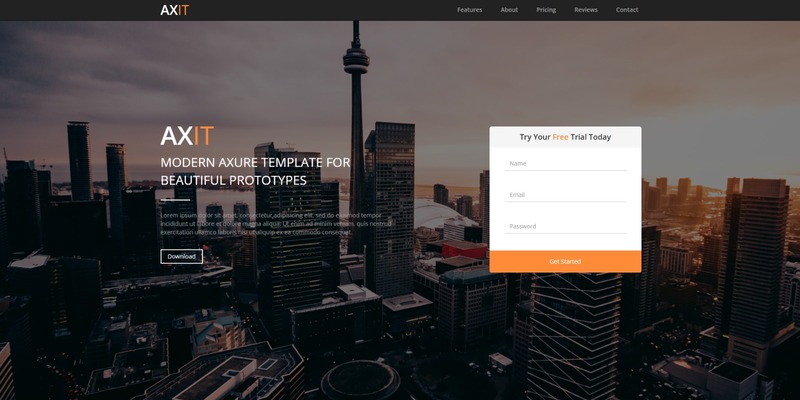 AXIT
Features
About
Pricing
Reviews
Contact
AXIT
MODERN AXURE TEMPLATE FOR
BEAUTIFUL PROTOTYPES
Lorem ipsum dolor sit amet, consectetur adipiscing elit, sed do eiusmod tempor
incididunt ut labore et dolore magna aliqua. Ut enim ad minim veniam, quis nostrud
exercitation ullamco laboris nisi ut aliquip ex ea commodo consequat.
Download
Try Your Free Trial Today
Name
Email
Password
Get Started